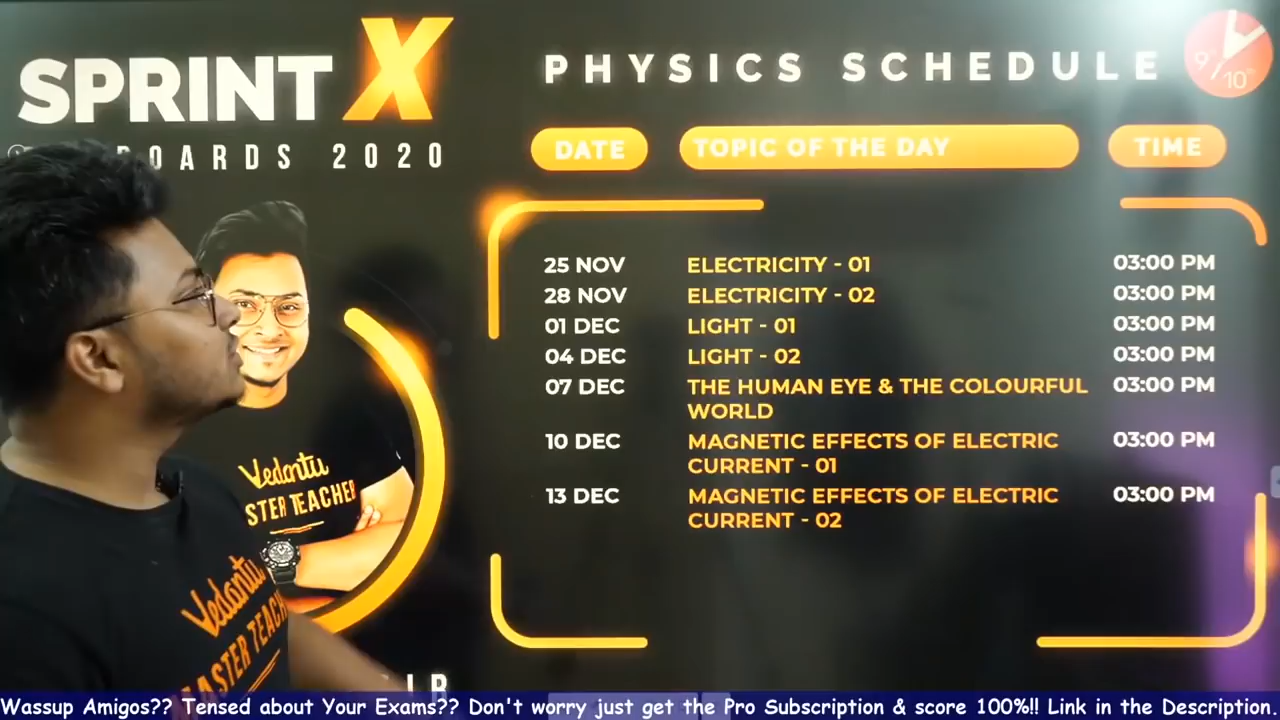 SPRINT X
BOARDS 2020
PHYSICS SCHEDULE
9th/10th
DATE TOPIC OF THE DAY TIME
25 NOV ELECTRICITY - 01 03:00 PM
28 NOV ELECTRICITY - 02 03:00 PM
01 DEC LIGHT - 01 03:00 PM
04 DEC LIGHT - 02 03:00 PM
07 DEC THE HUMAN EYE & THE COLOURFUL 03:00 PM
WORLD
10 DEC MAGNETIC EFFECTS OF ELECTRIC 03:00 PM
CURRENT - 01
13 DEC MAGNETIC EFFECTS OF ELECTRIC 03:00 PM
CURRENT - 02
Vedantu
STER TEACHER
Vedantu
MASTER TEACH
Wassup Amigos?? Tensed about Your Exams?? Don't worry just get the Pro Subscription & score 100%!! Link in the Description.